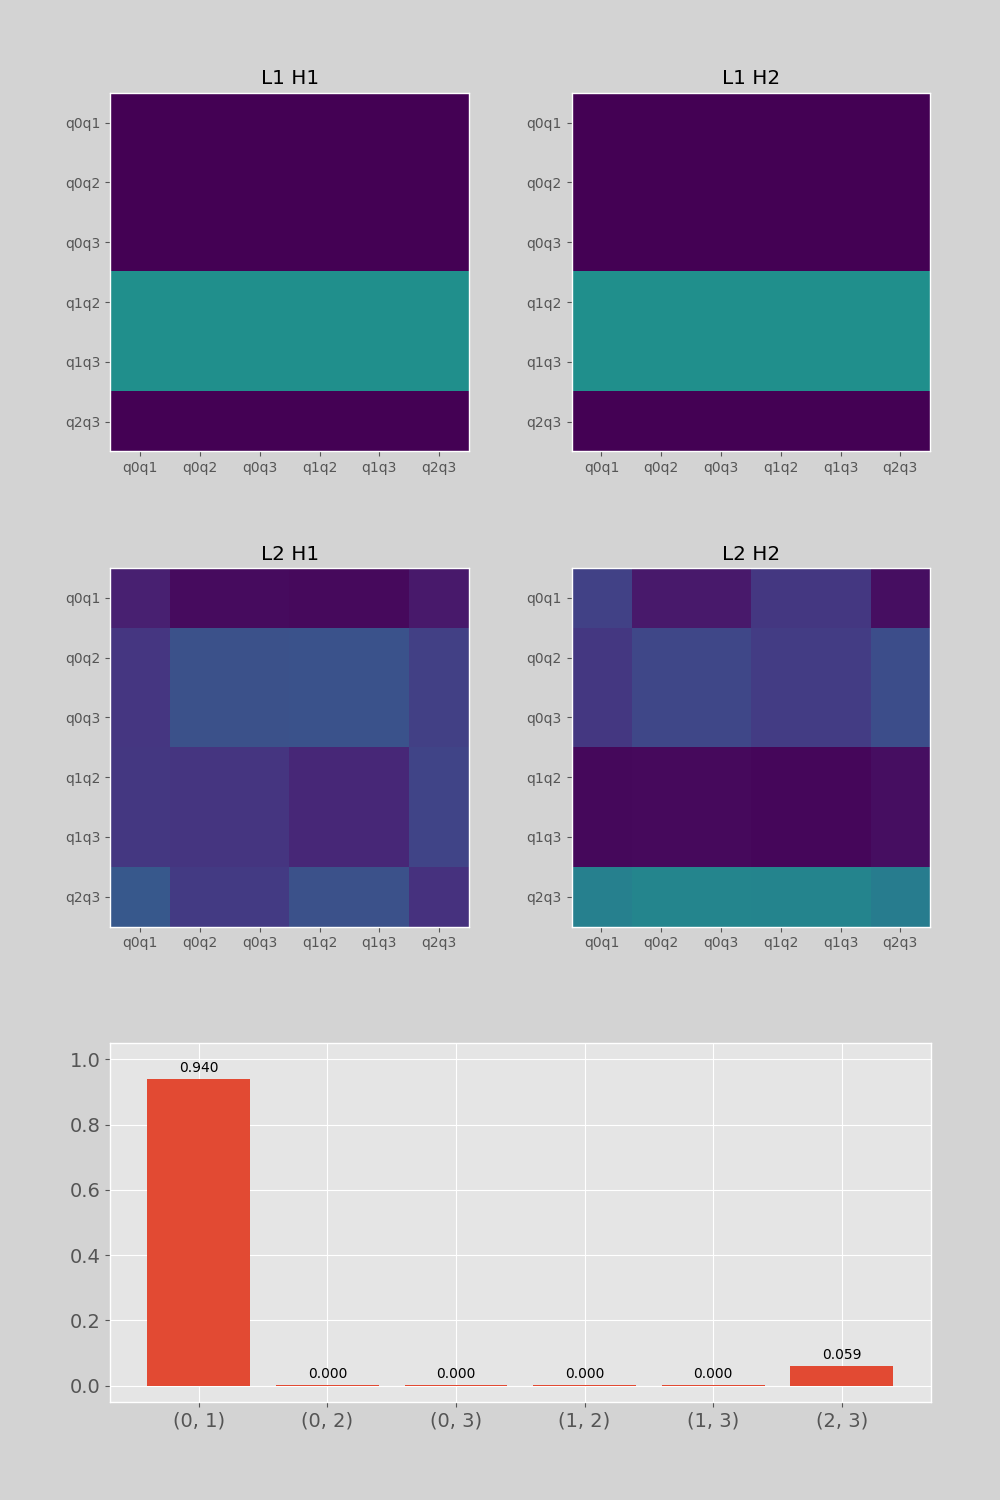 L1 H1 L1 H2
q0q1 q0q1
q0q2 q0q2
q0q3 q0q3
q1q2 q1q2
q1q3 q1q3
q2q3 q2q3
q0q1 q0q2 q0q3 q1q2 q1q3 q2q3 q0q1 q0q2 q0q3 q1q2 q1q3 q2q3
L2 H1 L2 H2
q0q1 q0q1
q0q2 q0q2
q0q3 q0q3
q1q2 q1q2
q1q3 q1q3
q2q3 q2q3
q0q1 q0q2 q0q3 q1q2 q1q3 q2q3 q0q1 q0q2 q0q3 q1q2 q1q3 q2q3
1.0
0.940
0.8
0.6
0.4
0.2
0.059
0.000 0.000 0.000 0.000
0.0
(0, 1) (0, 2) (0, 3) (1, 2) (1, 3) (2, 3)